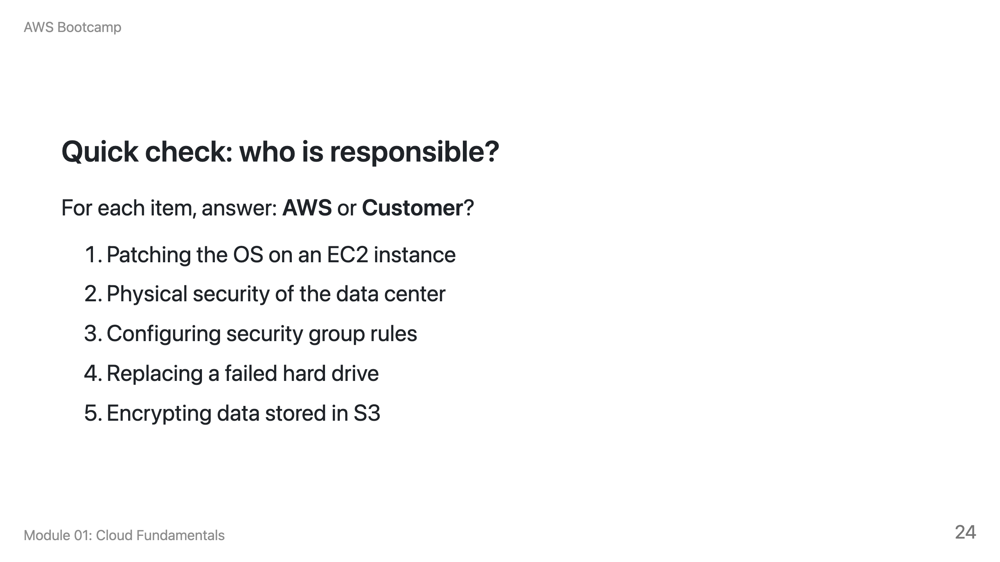 AWS Bootcamp
Quick check: who is responsible?
For each item, answer: AWS or Customer?
1. Patching the OS on an EC2 instance
2. Physical security of the data center
3. Configuring security group rules
4. Replacing a failed hard drive
5. Encrypting data stored in S3
Module 01: Cloud Fundamentals
24